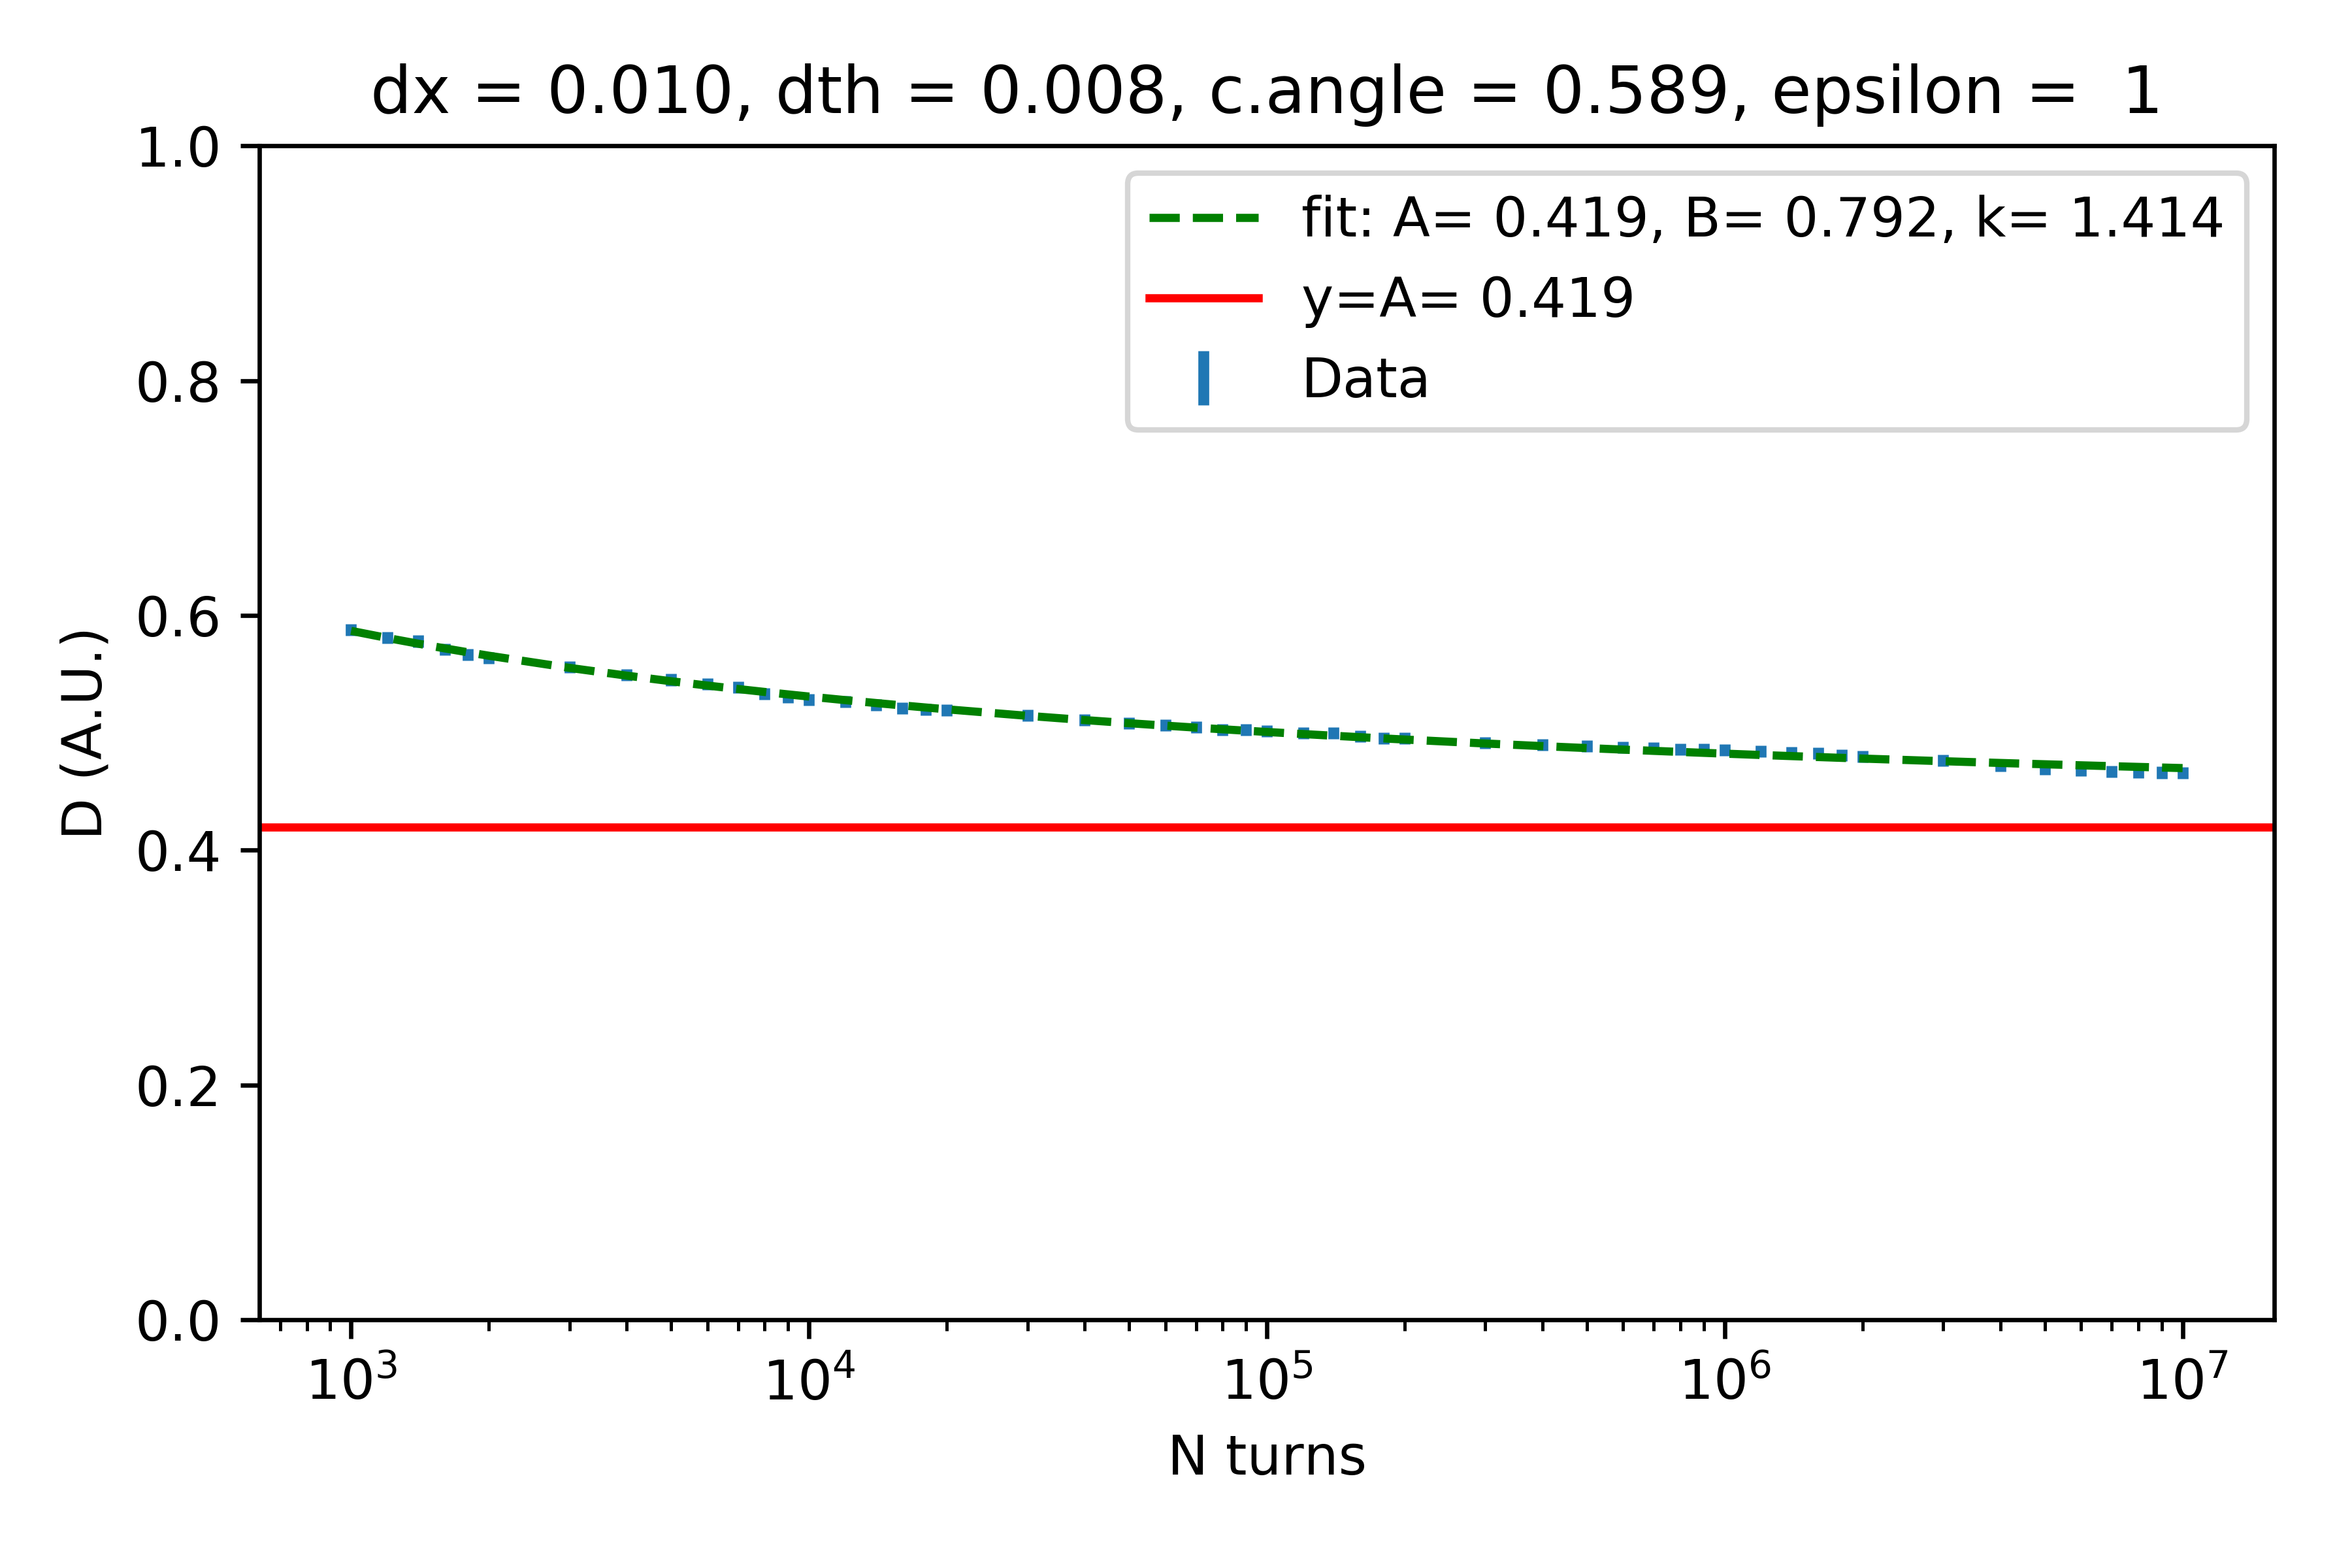 dx = 0.010, dth = 0.008, c.angle = 0.589, epsilon =  1
1.0
0.8
0.6
0.4
0.2
0.0
D (A.U.)
fit: A= 0.419, B= 0.792, k= 1.414
y=A= 0.419
Data
10³
10⁴
10⁵
10⁶
10⁷
N turns